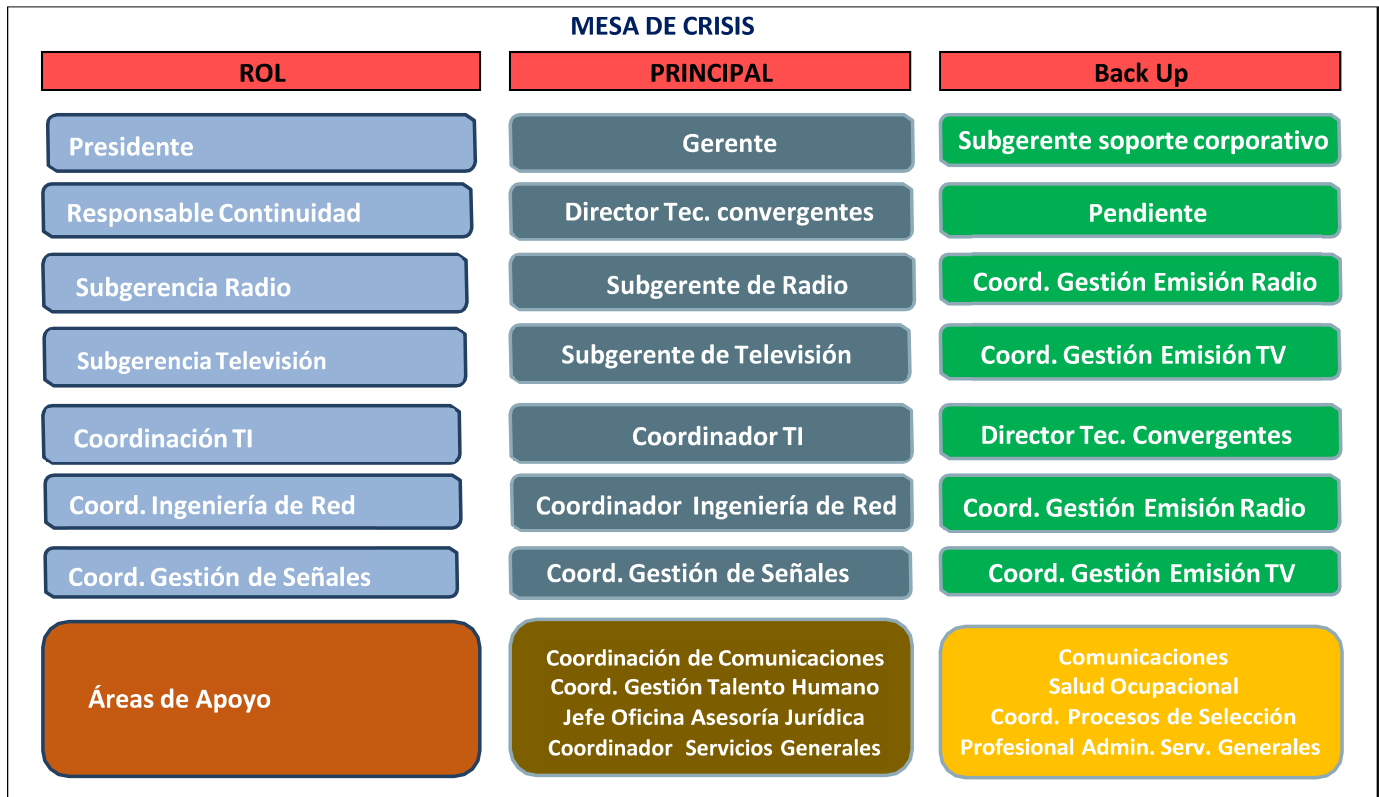 MESA DE CRISIS
ROL PRINCIPAL Back Up
Presidente Gerente Subgerente soporte corporativo
Responsable Continuidad Director Tec. convergentes Pendiente
Subgerencia Radio Subgerente de Radio Coord. Gestión Emisión Radio
Subgerencia Televisión Subgerente de Televisión Coord. Gestión Emisión TV
Coordinación TI Coordinador TI Director Tec. Convergentes
Coord. Ingeniería de Red Coordinador Ingeniería de Red Coord. Gestión Emisión Radio
Coord. Gestión de Señales Coord. Gestión de Señales Coord. Gestión Emisión TV
Áreas de Apoyo
Coordinación de Comunicaciones
Coord. Gestión Talento Humano
Jefe Oficina Asesoría Jurídica
Coordinador Servicios Generales
Comunicaciones
Salud Ocupacional
Coord. Procesos de Selección
Profesional Admin. Serv. Generales